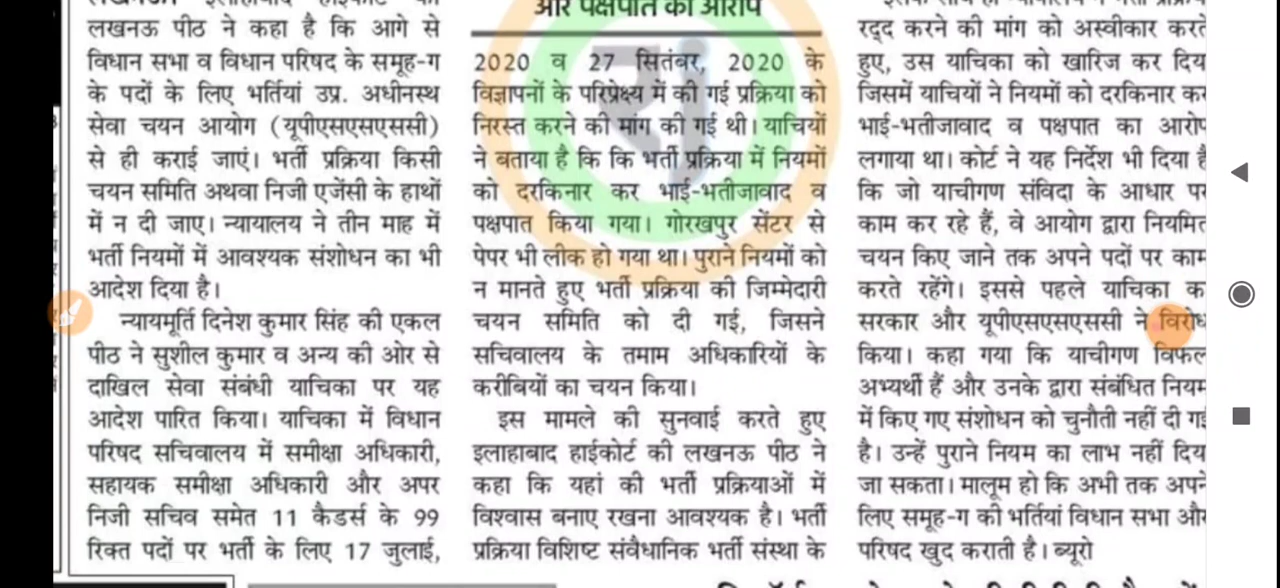 लखनऊ पीठ ने कहा है कि आगे से
विधान सभा व विधान परिषद के समूह-ग
के पदों के लिए भर्तियां उप्र. अधीनस्थ
सेवा चयन आयोग (यूपीएसएसएससी)
से ही कराई जाएं। भर्ती प्रक्रिया किसी
चयन समिति अथवा निजी एजेंसी के हाथों
में न दी जाए। न्यायालय ने तीन माह में
भर्ती नियमों में आवश्यक संशोधन का भी
आदेश दिया है।
न्यायमूर्ति दिनेश कुमार सिंह की एकल
पीठ ने सुशील कुमार व अन्य की ओर से
दाखिल सेवा संबंधी याचिका पर यह
आदेश पारित किया। याचिका में विधान
परिषद सचिवालय में समीक्षा अधिकारी,
सहायक समीक्षा अधिकारी और अपर
निजी सचिव समेत 11 कैडर्स के 99
रिक्त पदों पर भर्ती के लिए 17 जुलाई,
और पक्षपात का आरोप
2020 व 27 सितंबर, 2020 के
विज्ञापनों के परिप्रेक्ष्य में की गई प्रक्रिया को
निरस्त करने की मांग की गई थी। याचियों
ने बताया है कि कि भर्ती प्रक्रिया में नियमों
को दरकिनार कर भाई-भतीजावाद व
पक्षपात किया गया। गोरखपुर सेंटर से
पेपर भी लीक हो गया था। पुराने नियमों को
न मानते हुए भर्ती प्रक्रिया की जिम्मेदारी
चयन समिति को दी गई, जिसने
सचिवालय के तमाम अधिकारियों के
करीबियों का चयन किया।
इस मामले की सुनवाई करते हुए
इलाहाबाद हाईकोर्ट की लखनऊ पीठ ने
कहा कि यहां की भर्ती प्रक्रियाओं में
विश्वास बनाए रखना आवश्यक है। भर्ती
प्रक्रिया विशिष्ट संवैधानिक भर्ती संस्था के
रद्द करने की मांग को अस्वीकार करते
हुए, उस याचिका को खारिज कर दिय
जिसमें याचियों ने नियमों को दरकिनार कर
भाई-भतीजावाद व पक्षपात का आरोप
लगाया था। कोर्ट ने यह निर्देश भी दिया है
कि जो याचीगण संविदा के आधार पर
काम कर रहे हैं, वे आयोग द्वारा नियमित
चयन किए जाने तक अपने पदों पर काम
करते रहेंगे। इससे पहले याचिका क
सरकार और यूपीएसएसएससी ने विरोध
किया। कहा गया कि याचीगण विफल
अभ्यर्थी हैं और उनके द्वारा संबंधित नियम
में किए गए संशोधन को चुनौती नहीं दी गई
है। उन्हें पुराने नियम का लाभ नहीं दिय
जा सकता। मालूम हो कि अभी तक अपने
लिए समूह-ग की भर्तियां विधान सभा और
परिषद खुद कराती है। ब्यूरो